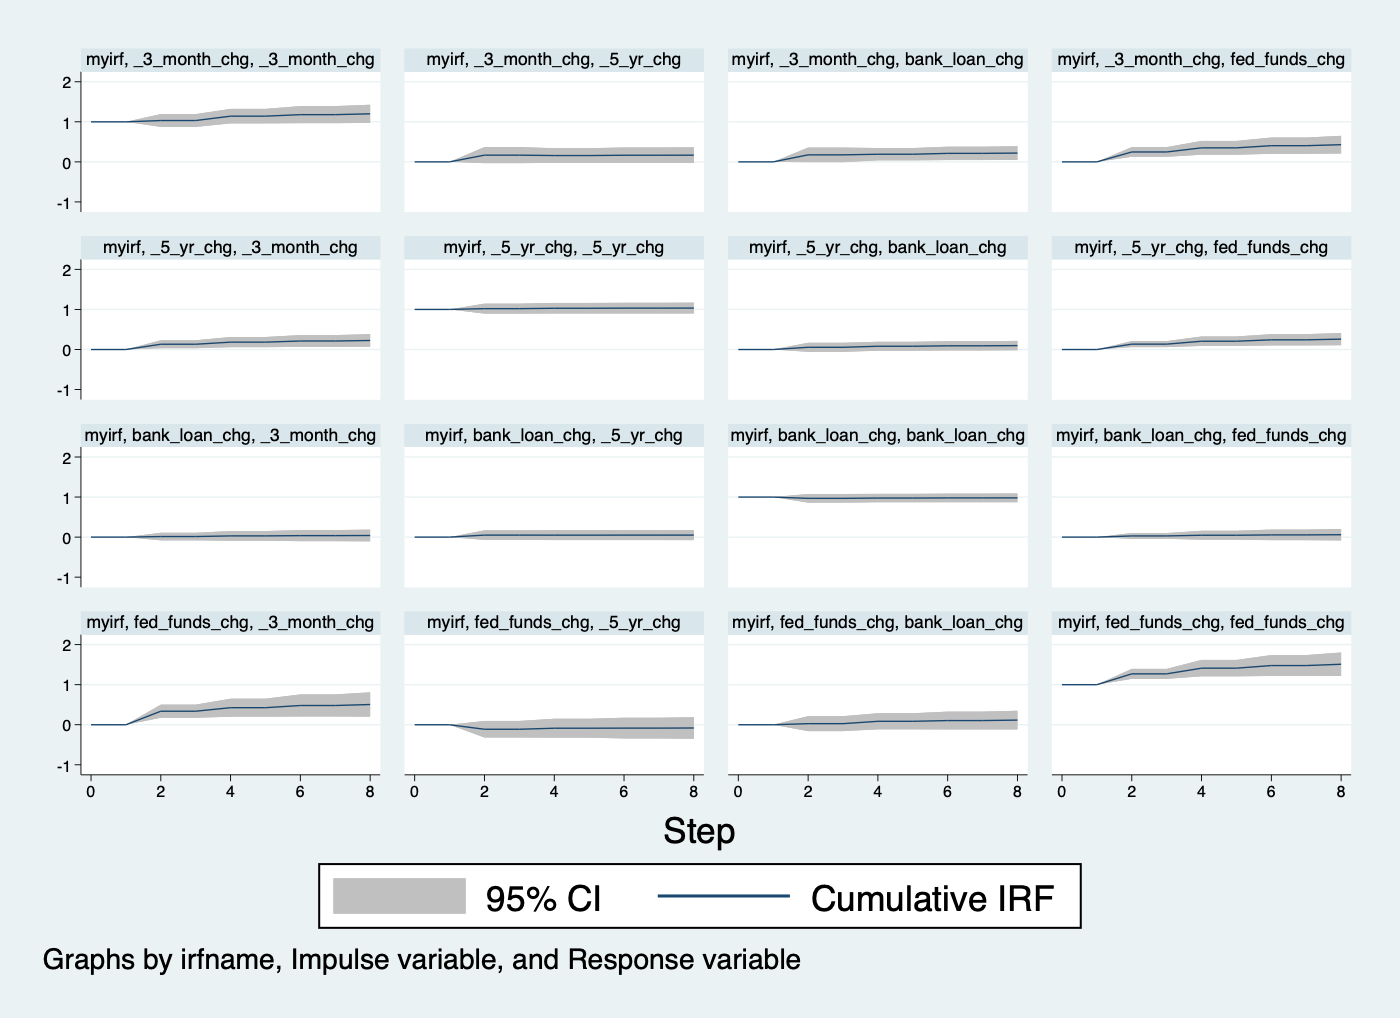 myirf, _3_month_chg, _3_month_chg
myirf, _3_month_chg, _5_yr_chg
myirf, _3_month_chg, bank_loan_chg
myirf, _3_month_chg, fed_funds_chg
2
1
0
-1
myirf, _5_yr_chg, _3_month_chg
myirf, _5_yr_chg, _5_yr_chg
myirf, _5_yr_chg, bank_loan_chg
myirf, _5_yr_chg, fed_funds_chg
2
1
0
-1
myirf, bank_loan_chg, _3_month_chg
myirf, bank_loan_chg, _5_yr_chg
myirf, bank_loan_chg, bank_loan_chg
myirf, bank_loan_chg, fed_funds_chg
2
1
0
-1
myirf, fed_funds_chg, _3_month_chg
myirf, fed_funds_chg, _5_yr_chg
myirf, fed_funds_chg, bank_loan_chg
myirf, fed_funds_chg, fed_funds_chg
2
1
0
-1
0 2 4 6 8
0 2 4 6 8
0 2 4 6 8
0 2 4 6 8
Step
95% CI
Cumulative IRF
Graphs by irfname, Impulse variable, and Response variable